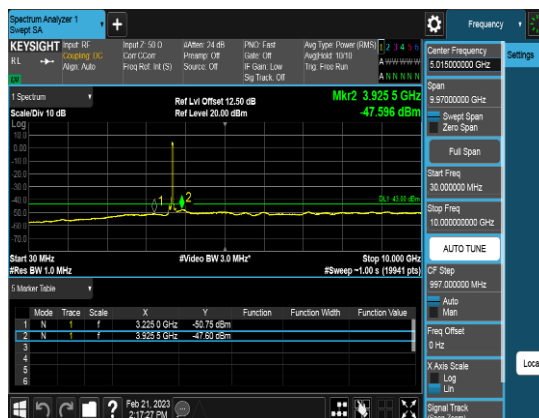 Spectrum Analyzer 1
Swept SA
+
Frequency
KEYSIGHT
RL
Input: RF
Coupling: DC
Align: Auto
Input Z: 50 Ω
Corr CCorr
Freq Ref: Int (S)
#Atten: 24 dB
Preamp: Off
Source: Off
PNO: Fast
Gate: Off
IF Gain: Low
Sig Track: Off
Avg Type: Power (RMS)
Avg|Hold: 10/10
Trig: Free Run
1 2 3 4 5 6
A W W W W W
A N N N N N
1 Spectrum
Scale/Div 10 dB
Ref Lvl Offset 12.50 dB
Ref Level 20.00 dBm
Mkr2 3.925 5 GHz
-47.596 dBm
Log
10.0
0.00
-10.0
-20.0
-30.0
-40.0
-50.0
-60.0
-70.0
1
2
Start 30 MHz
#Res BW 1.0 MHz
#Video BW 3.0 MHz*
Stop 10.000 GHz
#Sweep ~1.00 s (19941 pts)
5 Marker Table
Mode Trace Scale X Y Function Function Width Function Value
1 N 1 f 3.225 0 GHz -50.75 dBm
2 N 1 f 3.925 5 GHz -47.60 dBm
3
4
5
6
Feb 21, 2023
2:17:27 PM
Center Frequency
5.015000000 GHz
Span
9.97000000 GHz
Swept Span
Zero Span
Full Span
Start Freq
30.000000 MHz
Stop Freq
10.000000000 GHz
AUTO TUNE
CF Step
997.000000 MHz
Auto
Man
Freq Offset
0 Hz
X Axis Scale
Log
Lin
Signal Track
Settings
Loca